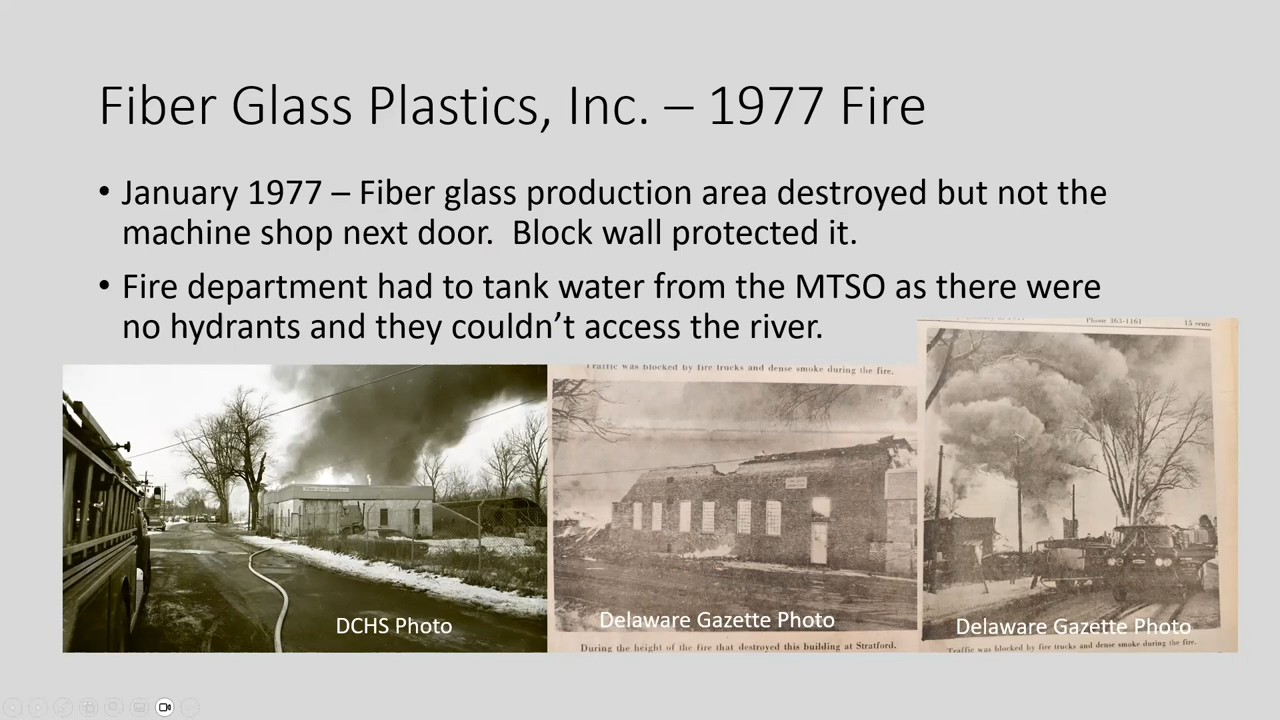 Fiber Glass Plastics, Inc. – 1977 Fire
• January 1977 – Fiber glass production area destroyed but not the
machine shop next door.  Block wall protected it.
• Fire department had to tank water from the MTSO as there were
no hydrants and they couldn’t access the river.
Phone 363-1161
15 cents
Traffic was blocked by fire trucks and dense smoke during the fire.
DCHS Photo
Delaware Gazette Photo
Delaware Gazette Photo
During the height of the fire that destroyed this building at Stratford.
Traffic was blocked by fire trucks and dense smoke during the fire.